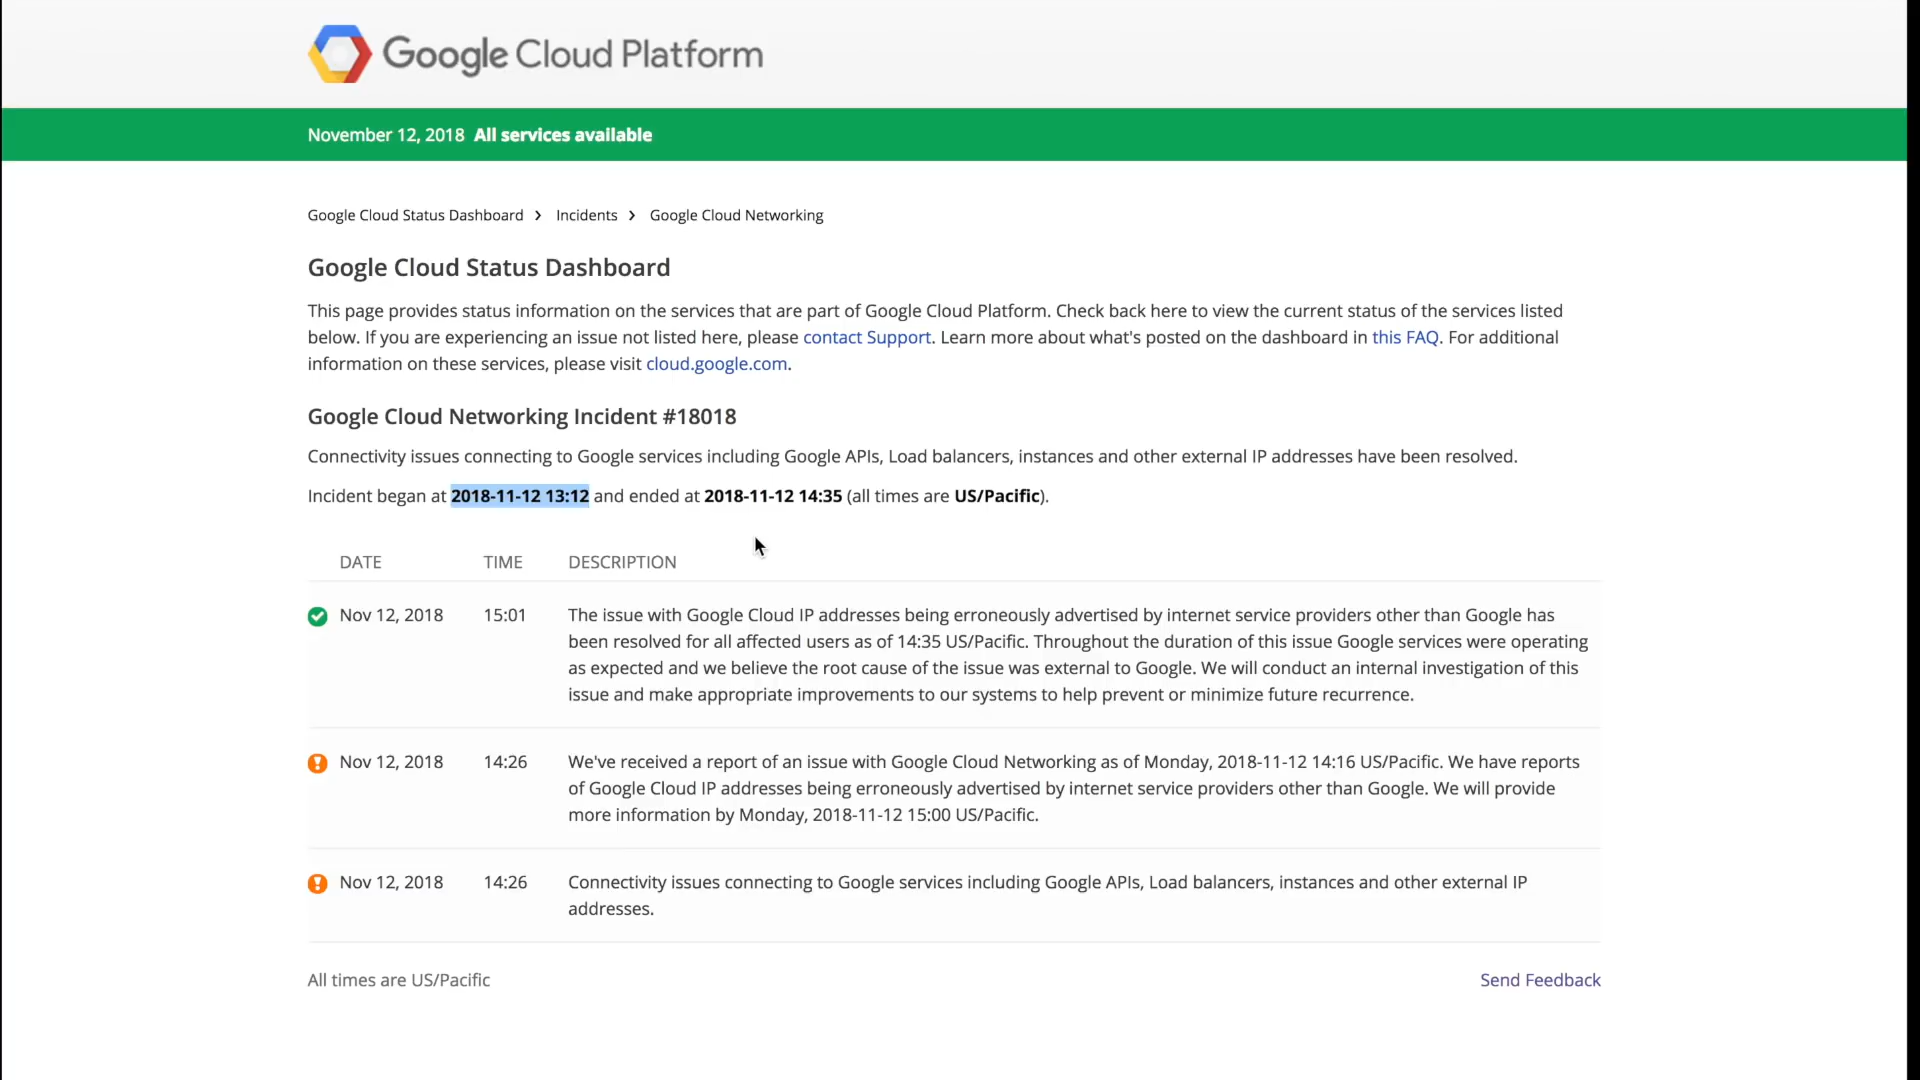 Google Cloud Platform
November 12, 2018 All services available
Google Cloud Status Dashboard › Incidents › Google Cloud Networking
Google Cloud Status Dashboard
This page provides status information on the services that are part of Google Cloud Platform. Check back here to view the current status of the services listed
below. If you are experiencing an issue not listed here, please contact Support. Learn more about what's posted on the dashboard in this FAQ. For additional
information on these services, please visit cloud.google.com.
Google Cloud Networking Incident #18018
Connectivity issues connecting to Google services including Google APIs, Load balancers, instances and other external IP addresses have been resolved.
Incident began at 2018-11-12 13:12 and ended at 2018-11-12 14:35 (all times are US/Pacific).
DATE TIME DESCRIPTION
Nov 12, 2018 15:01 The issue with Google Cloud IP addresses being erroneously advertised by internet service providers other than Google has
been resolved for all affected users as of 14:35 US/Pacific. Throughout the duration of this issue Google services were operating
as expected and we believe the root cause of the issue was external to Google. We will conduct an internal investigation of this
issue and make appropriate improvements to our systems to help prevent or minimize future recurrence.
Nov 12, 2018 14:26 We've received a report of an issue with Google Cloud Networking as of Monday, 2018-11-12 14:16 US/Pacific. We have reports
of Google Cloud IP addresses being erroneously advertised by internet service providers other than Google. We will provide
more information by Monday, 2018-11-12 15:00 US/Pacific.
Nov 12, 2018 14:26 Connectivity issues connecting to Google services including Google APIs, Load balancers, instances and other external IP
addresses.
All times are US/Pacific Send Feedback